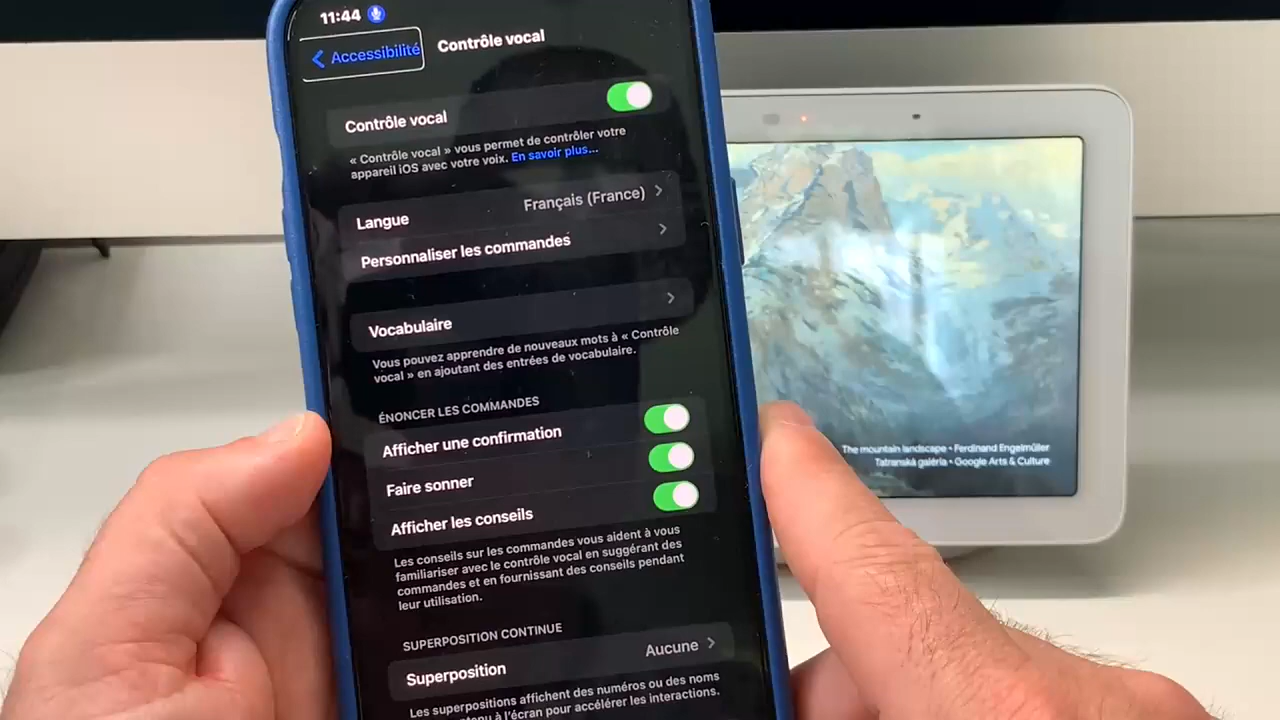 11:44
Accessibilité
Contrôle vocal
Contrôle vocal
« Contrôle vocal » vous permet de contrôler votre
appareil iOS avec votre voix. En savoir plus...
Langue
Français (France)
Personnaliser les commandes
Vocabulaire
Vous pouvez apprendre de nouveaux mots à « Contrôle
vocal » en ajoutant des entrées de vocabulaire.
ÉNONCER LES COMMANDES
Afficher une confirmation
Faire sonner
Afficher les conseils
Les conseils sur les commandes vous aident à vous
familiariser avec le contrôle vocal en suggérant des
commandes et en fournissant des conseils pendant
leur utilisation.
SUPERPOSITION CONTINUE
Superposition
Aucune
Les superpositions affichent des numéros ou des noms
à l'écran pour accélérer les interactions.
The mountain landscape • Ferdinand Engelmüller
Tatranská galéria • Google Arts & Culture